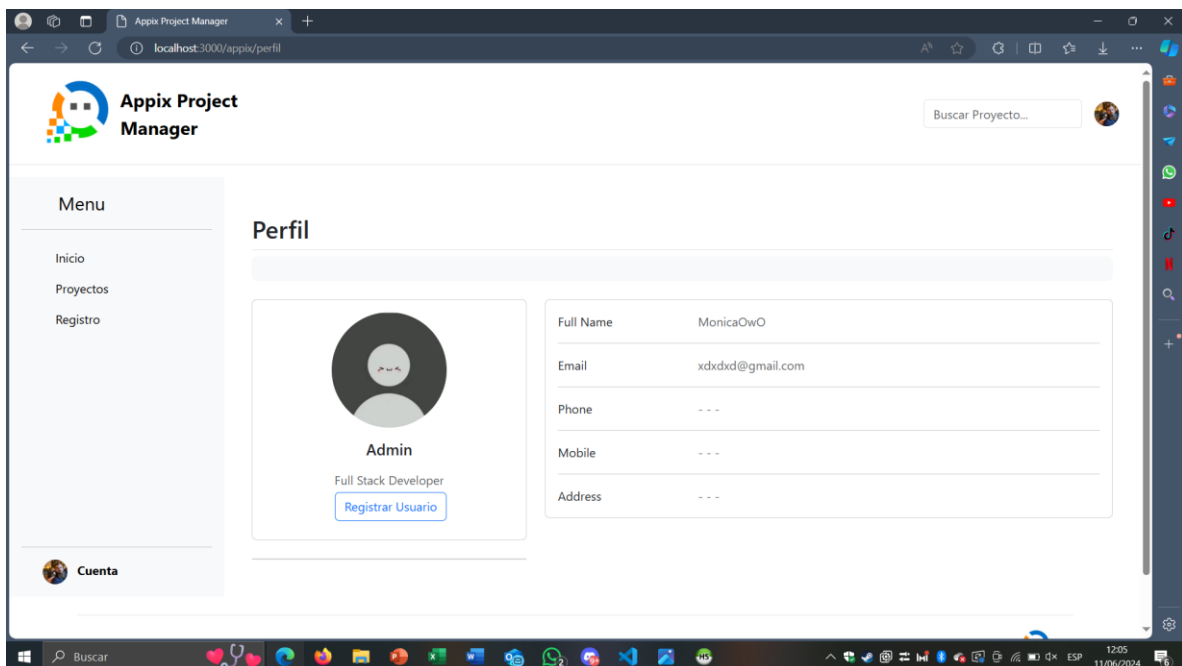 Appix Project Manager
localhost:3000/appix/perfil
Appix Project
Manager
Buscar Proyecto...
Menu
Inicio
Proyectos
Registro
Cuenta
Perfil
Admin
Full Stack Developer
Registrar Usuario
Full Name MonicaOwO
Email xdxdxd@gmail.com
Phone - - -
Mobile - - -
Address - - -
Buscar
ESP
12:05
11/06/2024